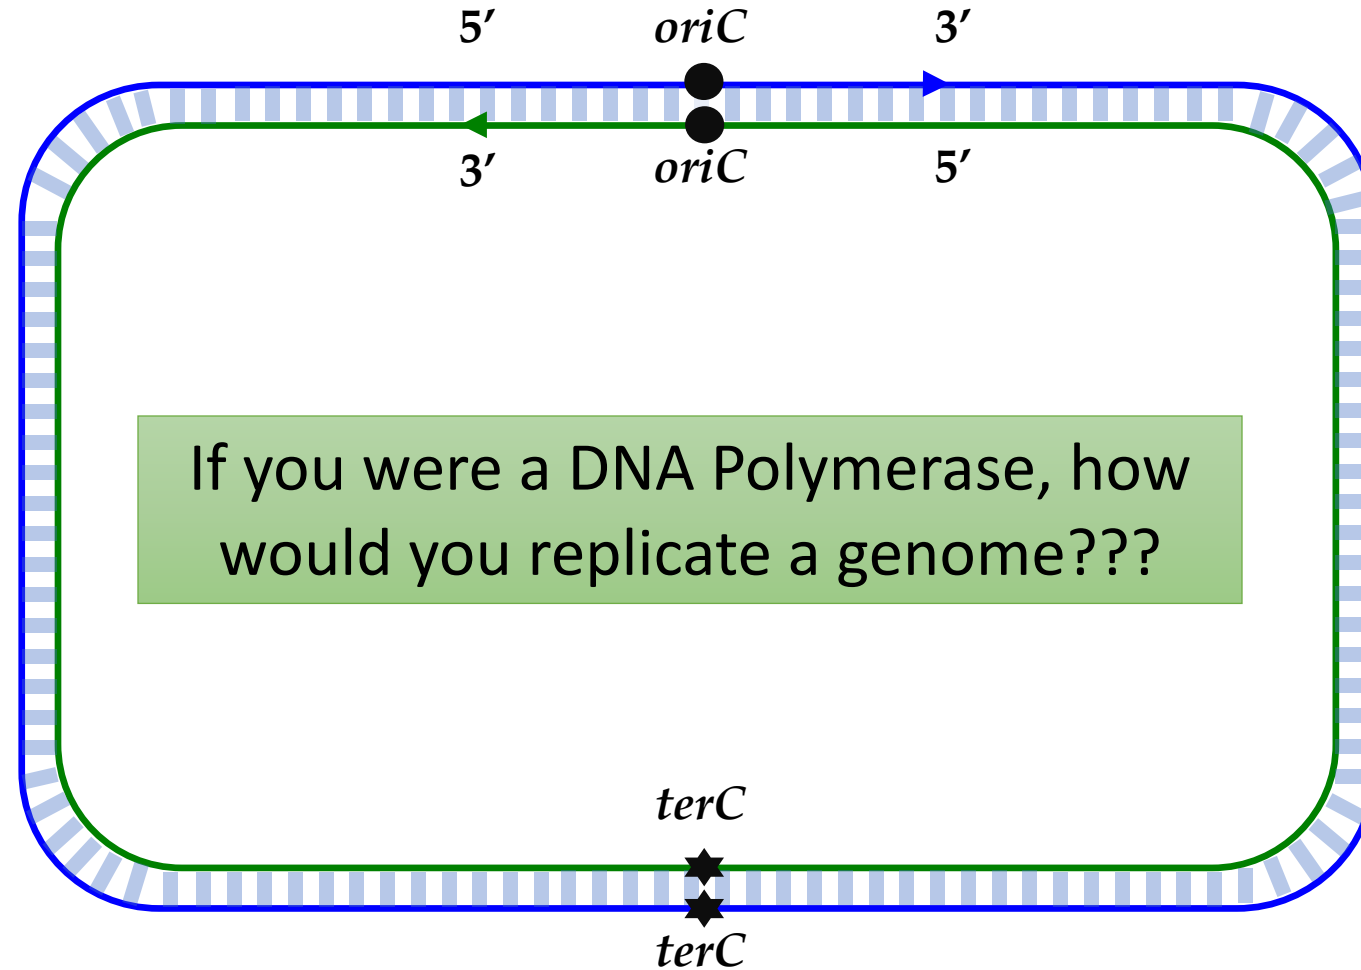 5′ oriC 3′
3′ oriC 5′
If you were a DNA Polymerase, how
would you replicate a genome???
terC
terC